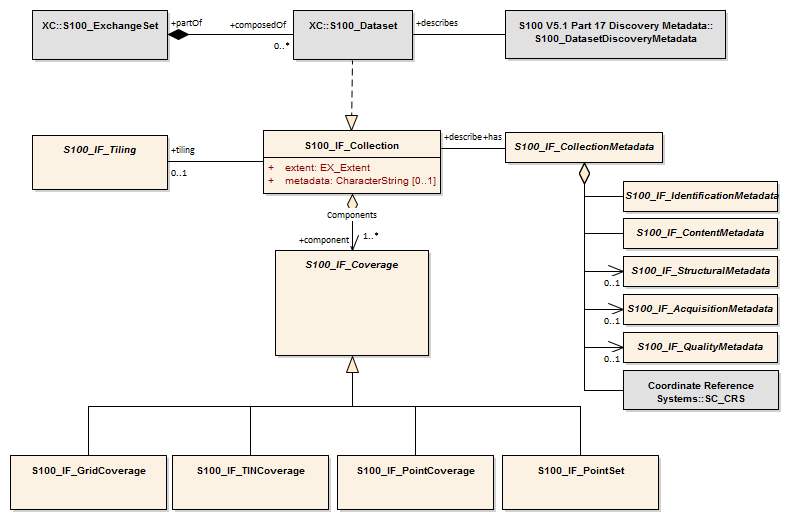 XC::S100_ExchangeSet
+partOf
+composedOf
0..*
XC::S100_Dataset
+describes
S100 V5.1 Part 17 Discovery Metadata::
S100_DatasetDiscoveryMetadata
S100_IF_Tiling
+tiling
0..1
S100_IF_Collection
+ extent: EX_Extent
+ metadata: CharacterString [0..1]
+describe +has
S100_IF_CollectionMetadata
Components
+component
1..*
S100_IF_Coverage
S100_IF_IdentificationMetadata
S100_IF_ContentMetadata
S100_IF_StructuralMetadata
0..1
S100_IF_AcquisitionMetadata
0..1
S100_IF_QualityMetadata
0..1
Coordinate Reference
Systems::SC_CRS
S100_IF_GridCoverage
S100_IF_TINCoverage
S100_IF_PointCoverage
S100_IF_PointSet